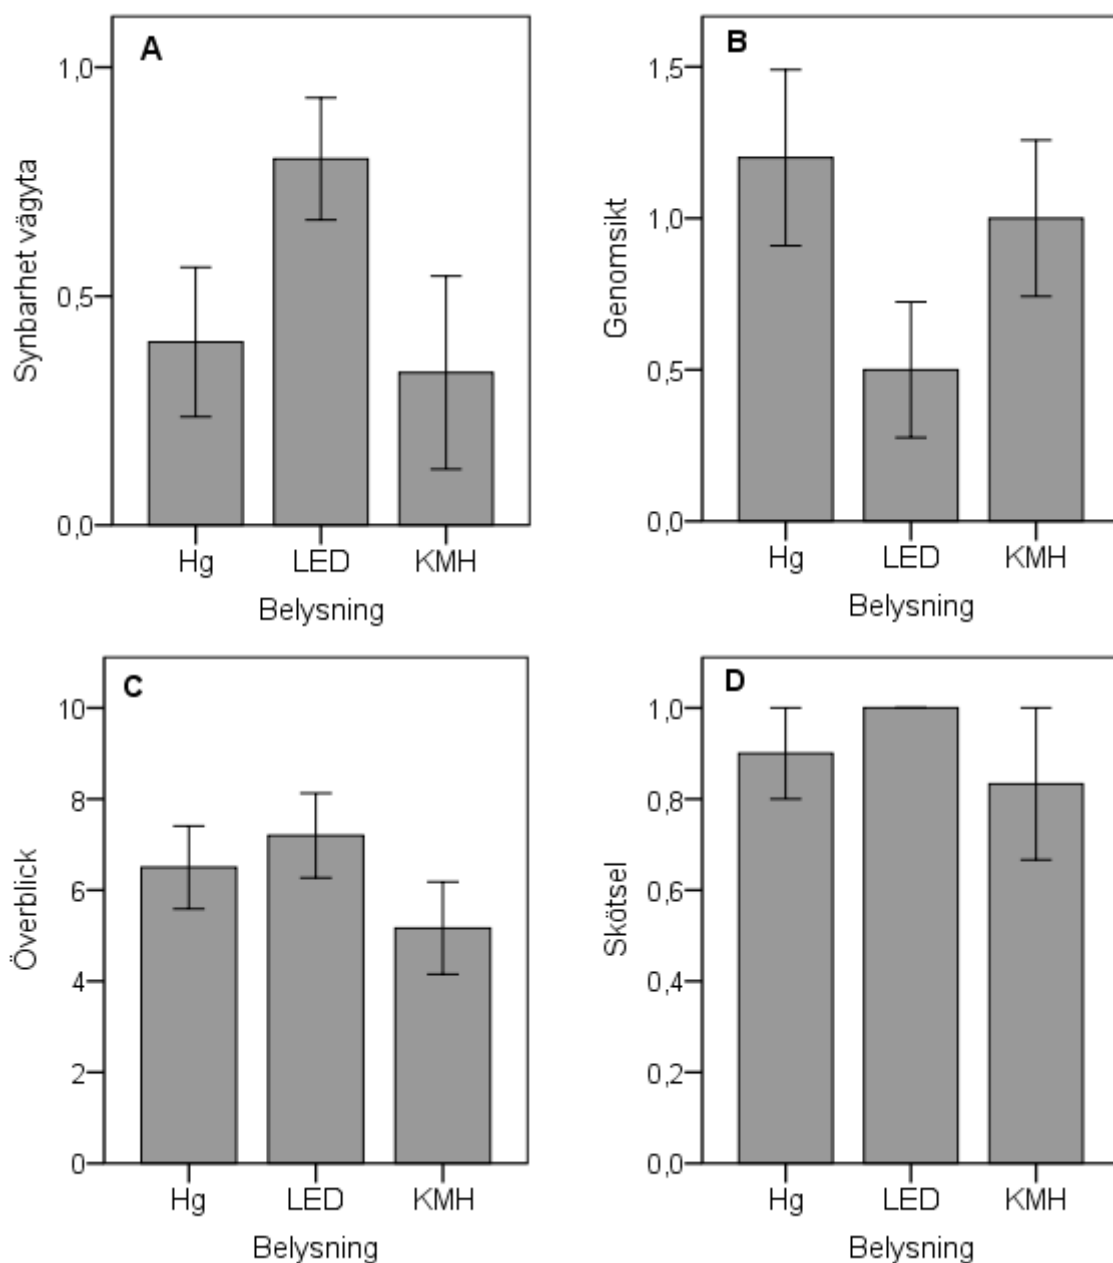 A
Synbarhet vägyta
1,0
0,5
0,0
Hg LED KMH
Belysning
B
Genomsikt
1,5
1,0
0,5
0,0
Hg LED KMH
Belysning
C
Överblick
10
8
6
4
2
0
Hg LED KMH
Belysning
D
Skötsel
1,0
0,8
0,6
0,4
0,2
0,0
Hg LED KMH
Belysning